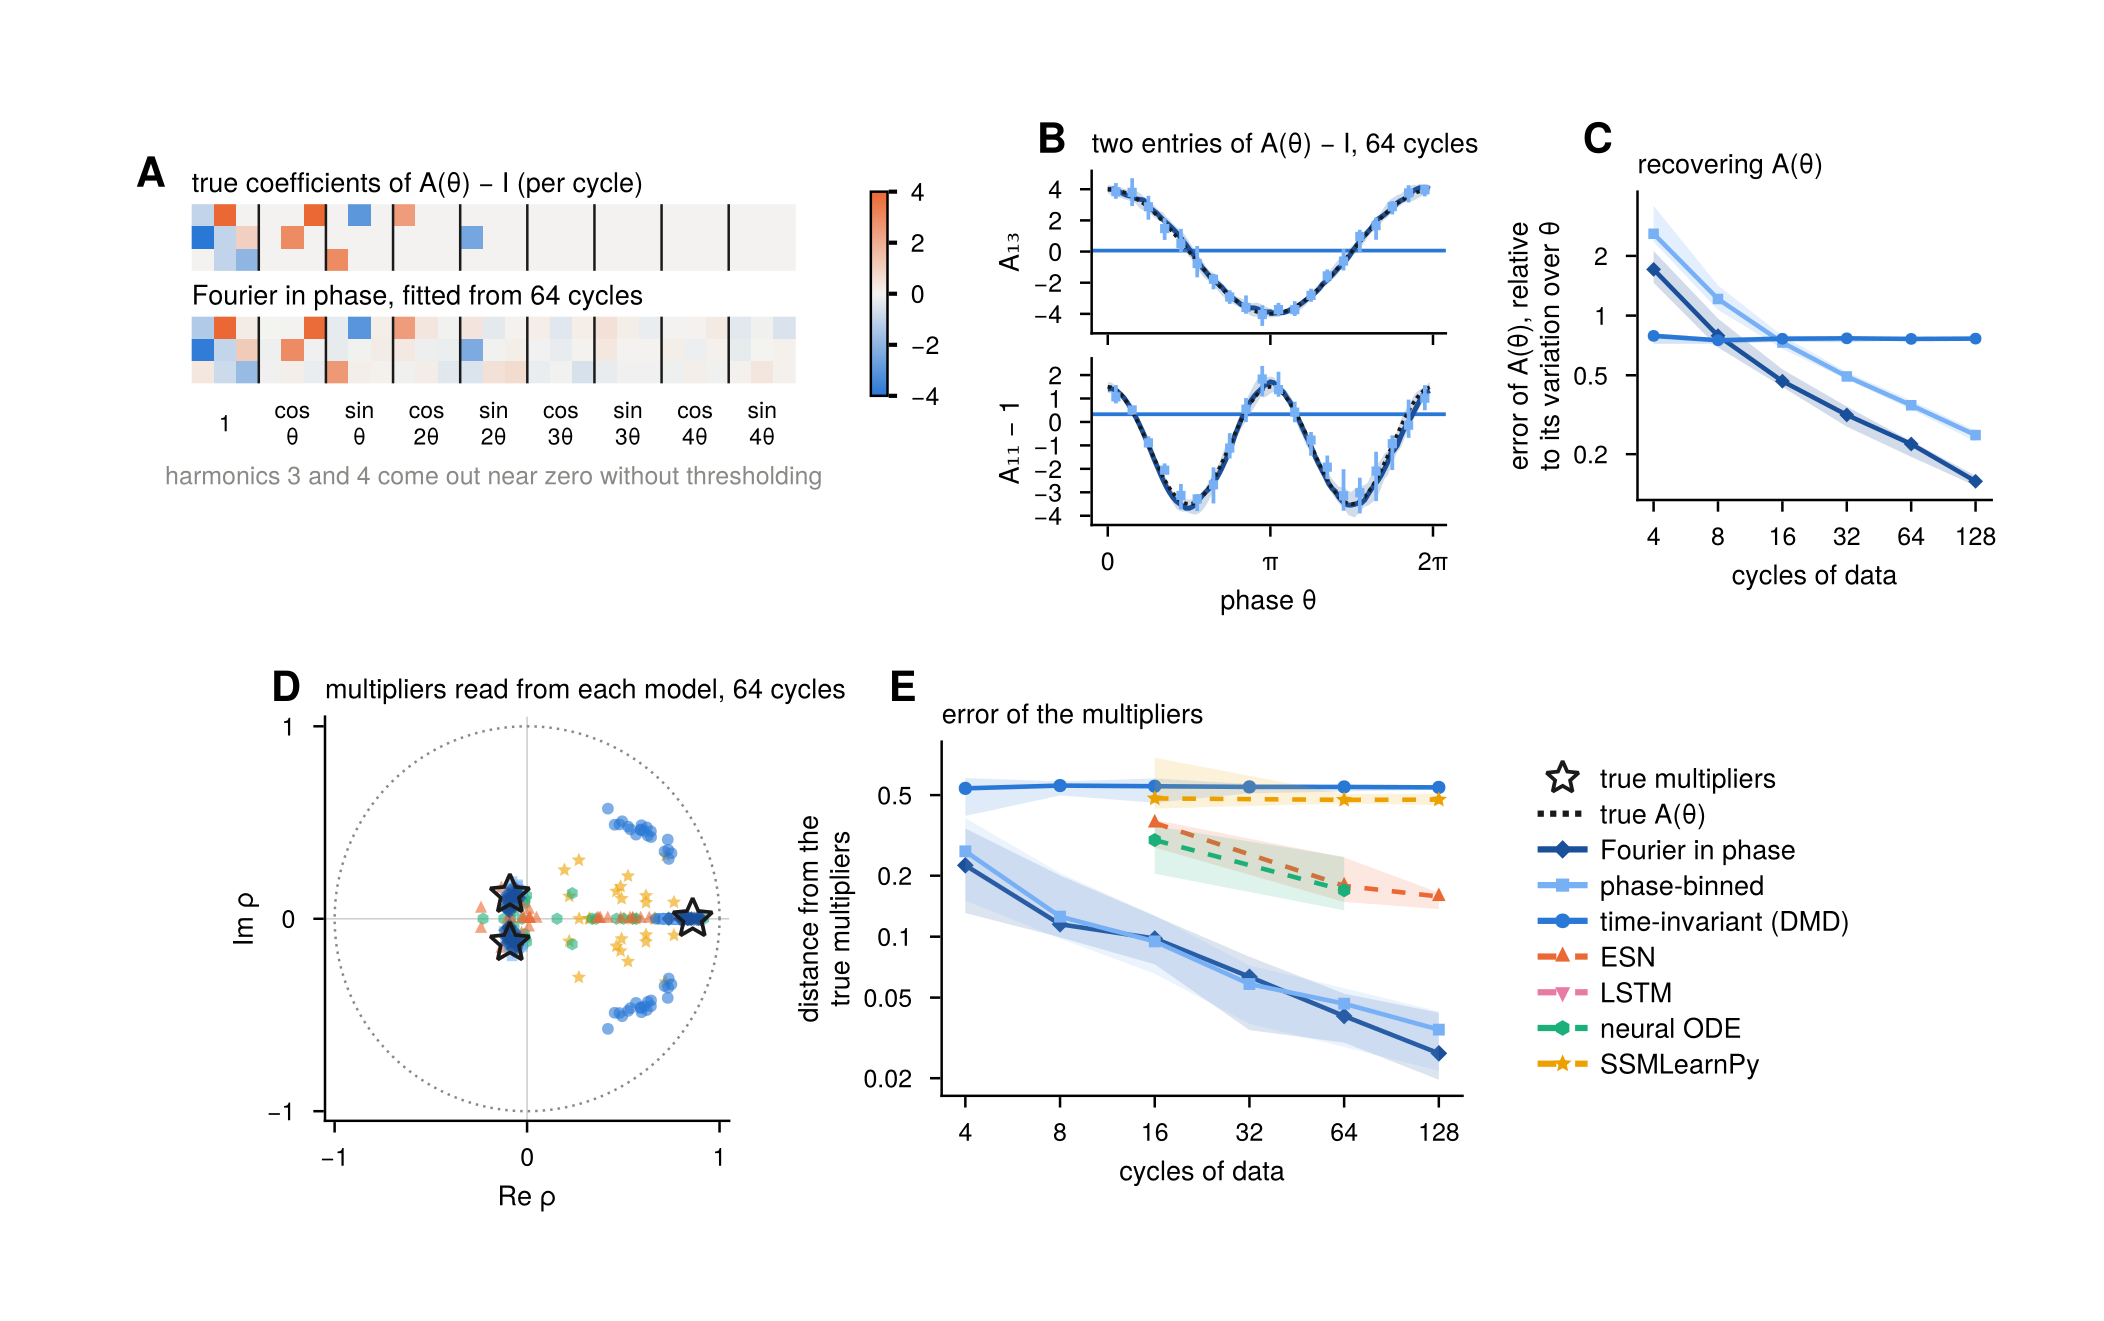 A
true coefficients of A(θ) − I (per cycle)
Fourier in phase, fitted from 64 cycles
1
cos
θ
sin
θ
cos
2θ
sin
2θ
cos
3θ
sin
3θ
cos
4θ
sin
4θ
harmonics 3 and 4 come out near zero without thresholding
4
2
0
−2
−4
B
two entries of A(θ) − I, 64 cycles
A₁₃
4
2
0
−2
−4
A₁₁ − 1
2
1
0
−1
−2
−3
−4
0
π
2π
phase θ
C
recovering A(θ)
error of A(θ), relative
to its variation over θ
2
1
0.5
0.2
4
8
16
32
64
128
cycles of data
D
multipliers read from each model, 64 cycles
Im ρ
1
0
−1
−1
0
1
Re ρ
E
error of the multipliers
distance from the
true multipliers
0.5
0.2
0.1
0.05
0.02
4
8
16
32
64
128
cycles of data
true multipliers
true A(θ)
Fourier in phase
phase-binned
time-invariant (DMD)
ESN
LSTM
neural ODE
SSMLearnPy